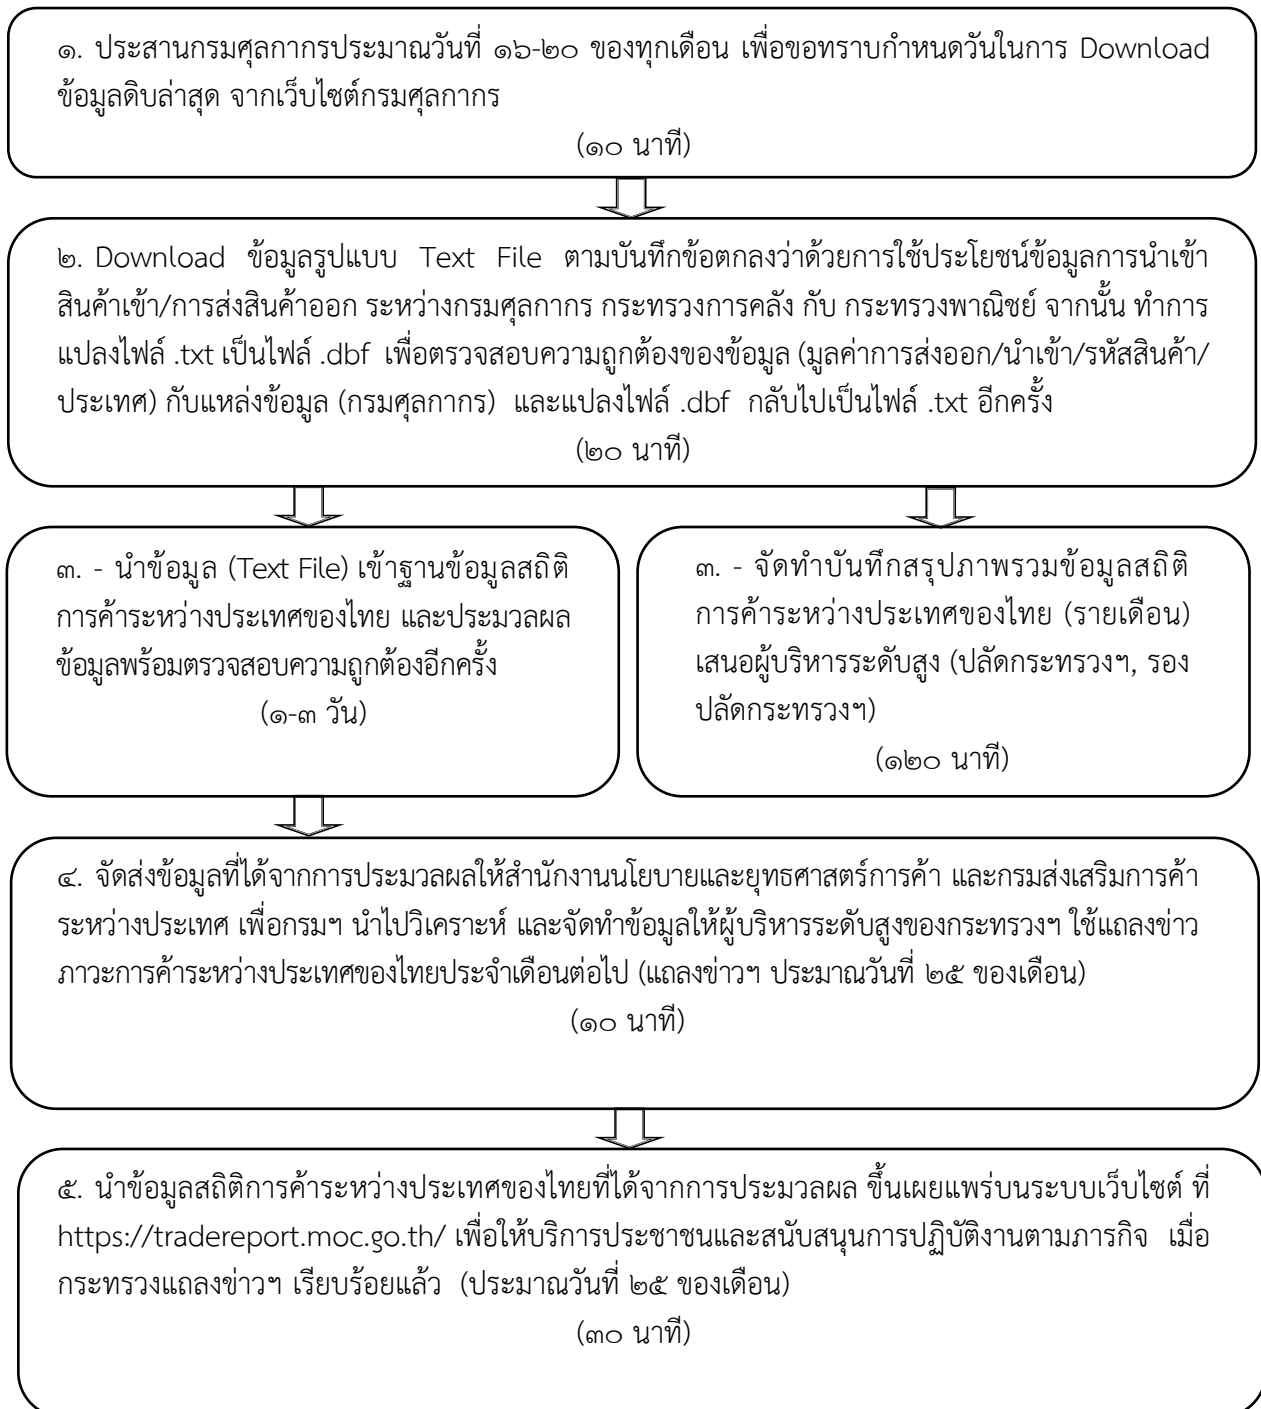 ๑. ประสานกรมศุลกากรประมาณวันที่ ๑๖-๒๐ ของทุกเดือน เพื่อขอทราบกำหนดวันในการ Download
ข้อมูลดิบล่าสุด จากเว็บไซต์กรมศุลกากร
(๑๐ นาที)
๒. Download ข้อมูลรูปแบบ Text File ตามบันทึกข้อตกลงว่าด้วยการใช้ประโยชน์ข้อมูลการนำเข้า
สินค้าเข้า/การส่งสินค้าออก ระหว่างกรมศุลกากร กระทรวงการคลัง กับ กระทรวงพาณิชย์ จากนั้น ทำการ
แปลงไฟล์ .txt เป็นไฟล์ .dbf เพื่อตรวจสอบความถูกต้องของข้อมูล (มูลค่าการส่งออก/นำเข้า/รหัสสินค้า/
ประเทศ) กับแหล่งข้อมูล (กรมศุลกากร) และแปลงไฟล์ .dbf กลับไปเป็นไฟล์ .txt อีกครั้ง
(๒๐ นาที)
๓. - นำข้อมูล (Text File) เข้าฐานข้อมูลสถิติ
การค้าระหว่างประเทศของไทย และประมวลผล
ข้อมูลพร้อมตรวจสอบความถูกต้องอีกครั้ง
(๑-๓ วัน)
๓. - จัดทำบันทึกสรุปภาพรวมข้อมูลสถิติ
การค้าระหว่างประเทศของไทย (รายเดือน)
เสนอผู้บริหารระดับสูง (ปลัดกระทรวงฯ, รอง
ปลัดกระทรวงฯ)
(๑๒๐ นาที)
๔. จัดส่งข้อมูลที่ได้จากการประมวลผลให้สำนักงานนโยบายและยุทธศาสตร์การค้า และกรมส่งเสริมการค้า
ระหว่างประเทศ เพื่อกรมฯ นำไปวิเคราะห์ และจัดทำข้อมูลให้ผู้บริหารระดับสูงของกระทรวงฯ ใช้แถลงข่าว
ภาวะการค้าระหว่างประเทศของไทยประจำเดือนต่อไป (แถลงข่าวฯ ประมาณวันที่ ๒๕ ของเดือน)
(๑๐ นาที)
๕. นำข้อมูลสถิติการค้าระหว่างประเทศของไทยที่ได้จากการประมวลผล ขึ้นเผยแพร่บนระบบเว็บไซต์ ที่
https://tradereport.moc.go.th/ เพื่อให้บริการประชาชนและสนับสนุนการปฏิบัติงานตามภารกิจ เมื่อ
กระทรวงแถลงข่าวฯ เรียบร้อยแล้ว (ประมาณวันที่ ๒๕ ของเดือน)
(๓๐ นาที)